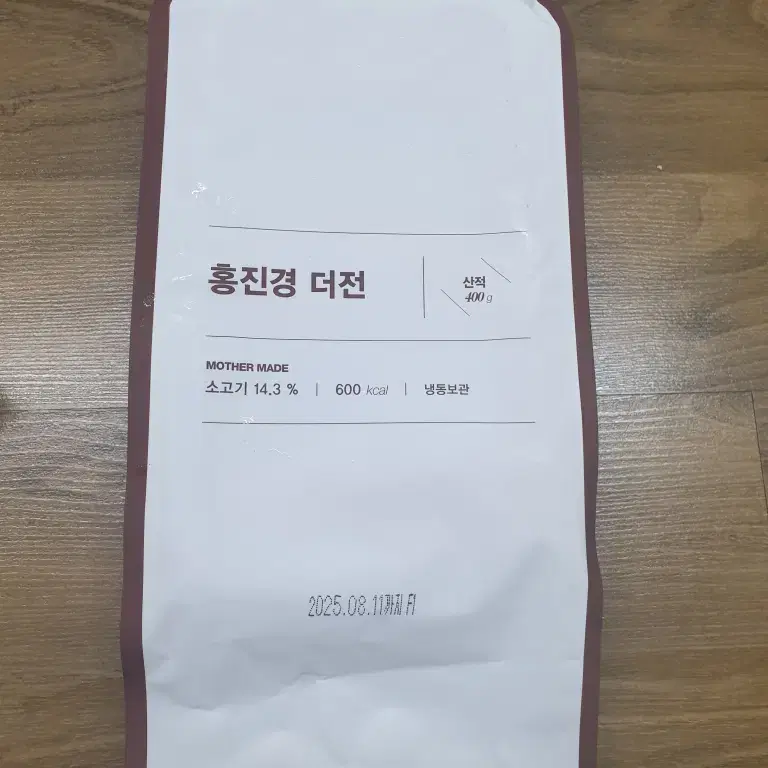 홍진경 더전
산적
400 g
MOTHER MADE
소고기 14.3 % | 600 kcal | 냉동보관
2025.08.11까지 F1